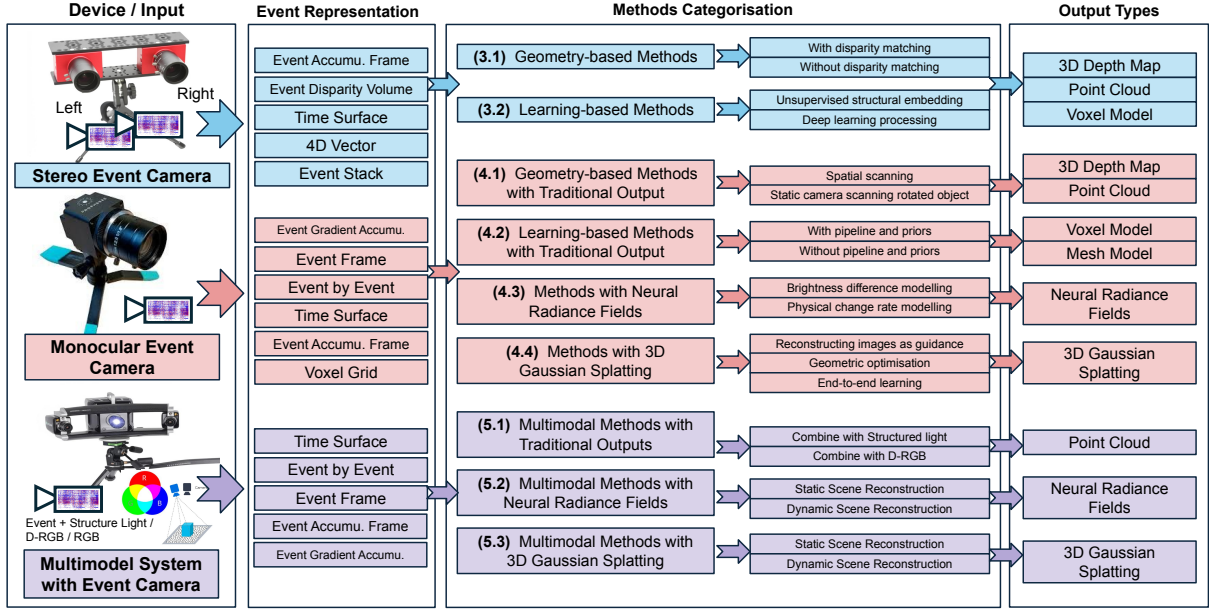 Device / Input
Event Representation
Methods Categorisation
Output Types
Left
Right
Stereo Event Camera
Event Accumu. Frame
Event Disparity Volume
Time Surface
4D Vector
Event Stack
(3.1) Geometry-based Methods
With disparity matching
Without disparity matching
(3.2) Learning-based Methods
Unsupervised structural embedding
Deep learning processing
3D Depth Map
Point Cloud
Voxel Model
Monocular Event
Camera
Event Gradient Accumu.
Event Frame
Event by Event
Time Surface
Event Accumu. Frame
Voxel Grid
(4.1) Geometry-based Methods
with Traditional Output
Spatial scanning
Static camera scanning rotated object
3D Depth Map
Point Cloud
(4.2) Learning-based Methods
with Traditional Output
With pipeline and priors
Without pipeline and priors
Voxel Model
Mesh Model
(4.3) Methods with Neural
Radiance Fields
Brightness difference modelling
Physical change rate modelling
Neural Radiance
Fields
(4.4) Methods with 3D
Gaussian Splatting
Reconstructing images as guidance
Geometric optimisation
End-to-end learning
3D Gaussian
Splatting
R
B
Event + Structure Light /
D-RGB / RGB
Multimodel System
with Event Camera
Time Surface
Event by Event
Event Frame
Event Accumu. Frame
Event Gradient Accumu.
(5.1) Multimodal Methods with
Traditional Outputs
Combine with Structured light
Combine with D-RGB
Point Cloud
(5.2) Multimodal Methods with
Neural Radiance Fields
Static Scene Reconstruction
Dynamic Scene Reconstruction
Neural Radiance
Fields
(5.3) Multimodal Methods with
3D Gaussian Splatting
Static Scene Reconstruction
Dynamic Scene Reconstruction
3D Gaussian
Splatting